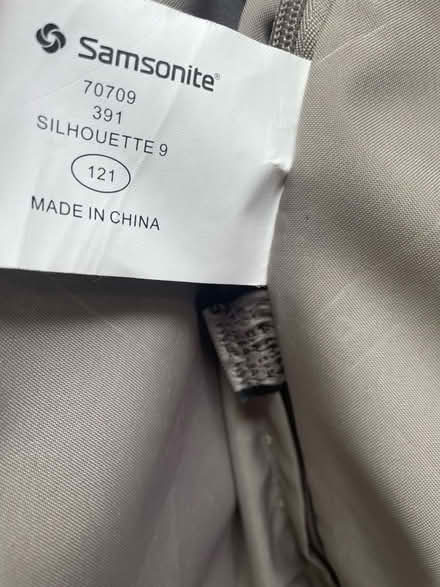 Samsonite®
70709
391
SILHOUETTE 9
121
MADE IN CHINA